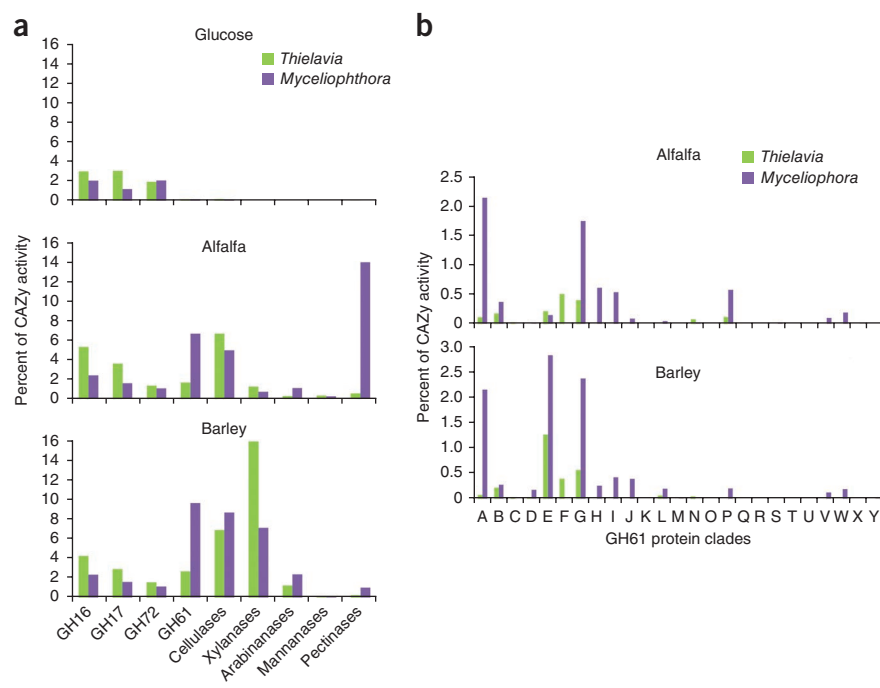 a
Glucose
16
14
12
10
8
6
4
2
0
Thielavia
Myceliophthora
Percent of CAZy activity
Alfalfa
16
14
12
10
8
6
4
2
0
Barley
16
14
12
10
8
6
4
2
0
GH16
GH17
GH72
GH61
Cellulases
Xylanases
Arabinanases
Mannanases
Pectinases
b
Alfalfa
Thielavia
Myceliophora
2.5
2.0
1.5
1.0
0.5
0
Percent of CAZy activity
Barley
3.0
2.5
2.0
1.5
1.0
0.5
0
A B C D E F G H I J K L M N O P Q R S T U V W X Y
GH61 protein clades